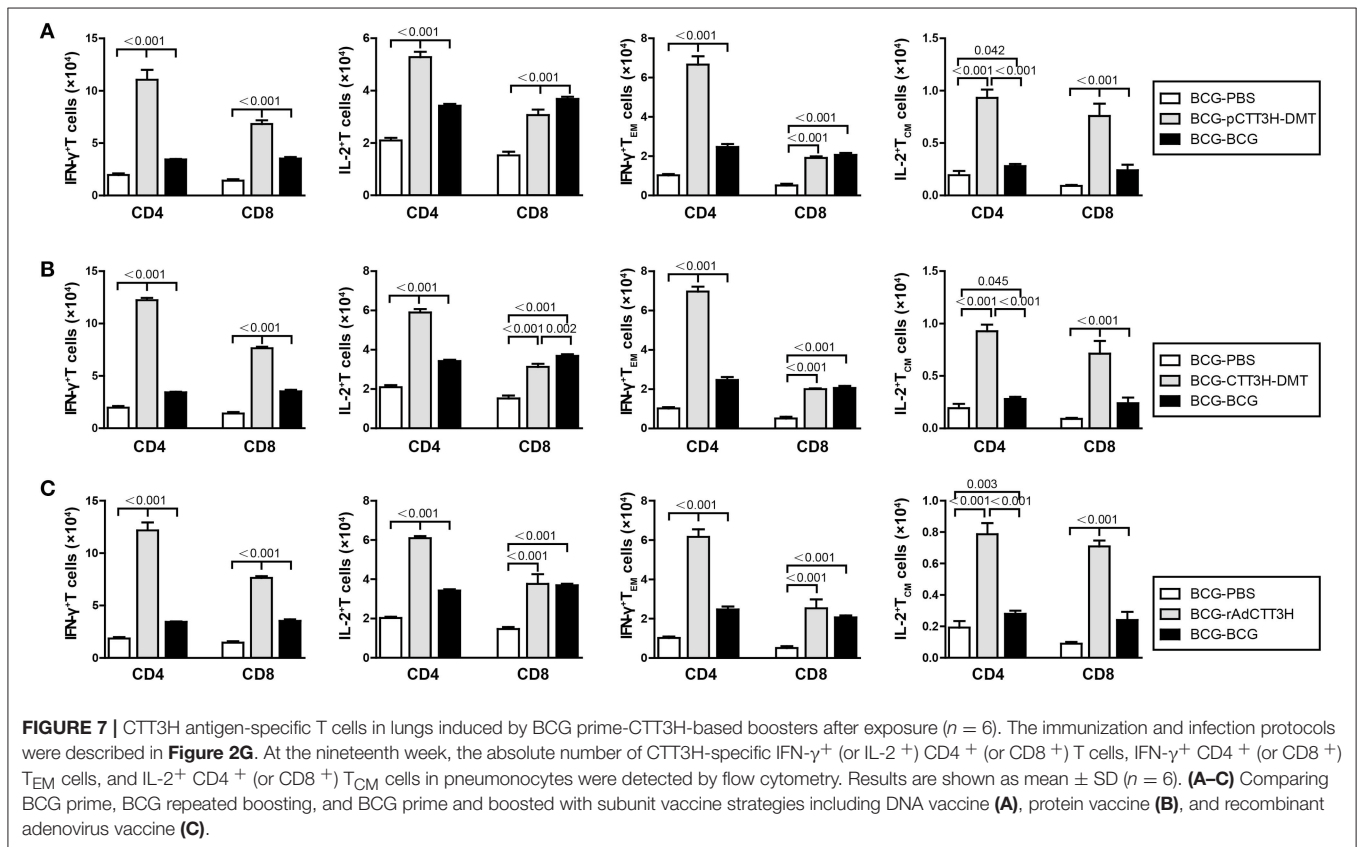 A
IFN-γ+T cells (×10⁴)
15
10
5
0
<0.001
<0.001
CD4
CD8
IL-2+T cells (×10⁴)
6
4
2
0
<0.001
<0.001
CD4
CD8
IFN-γ+TEM cells (×10⁴)
8
6
4
2
0
<0.001
<0.001
<0.001
CD4
CD8
IL-2+TCM cells (×10⁴)
1.5
1.0
0.5
0.0
0.042
<0.001 <0.001
<0.001
CD4
CD8
BCG-PBS
BCG-pCTT3H-DMT
BCG-BCG
B
IFN-γ+T cells (×10⁴)
15
10
5
0
<0.001
<0.001
CD4
CD8
IL-2+T cells (×10⁴)
8
6
4
2
0
<0.001
<0.001
<0.001 0.002
CD4
CD8
IFN-γ+TEM cells (×10⁴)
8
6
4
2
0
<0.001
<0.001
<0.001
CD4
CD8
IL-2+TCM cells (×10⁴)
1.5
1.0
0.5
0.0
0.045
<0.001 <0.001
<0.001
CD4
CD8
BCG-PBS
BCG-CTT3H-DMT
BCG-BCG
C
IFN-γ+T cells (×10⁴)
15
10
5
0
<0.001
<0.001
CD4
CD8
IL-2+T cells (×10⁴)
8
6
4
2
0
<0.001
<0.001
<0.001
CD4
CD8
IFN-γ+TEM cells (×10⁴)
8
6
4
2
0
<0.001
<0.001
<0.001
CD4
CD8
IL-2+TCM cells (×10⁴)
1.0
0.8
0.6
0.4
0.2
0.0
0.003
<0.001 <0.001
<0.001
CD4
CD8
BCG-PBS
BCG-rAdCTT3H
BCG-BCG
FIGURE 7 | CTT3H antigen-specific T cells in lungs induced by BCG prime-CTT3H-based boosters after exposure (n = 6). The immunization and infection protocols
were described in Figure 2G. At the nineteenth week, the absolute number of CTT3H-specific IFN-γ+ (or IL-2 +) CD4 + (or CD8 +) T cells, IFN-γ+ CD4 + (or CD8 +)
TEM cells, and IL-2+ CD4 + (or CD8 +) TCM cells in pneumonocytes were detected by flow cytometry. Results are shown as mean ± SD (n = 6). (A–C) Comparing
BCG prime, BCG repeated boosting, and BCG prime and boosted with subunit vaccine strategies including DNA vaccine (A), protein vaccine (B), and recombinant
adenovirus vaccine (C).